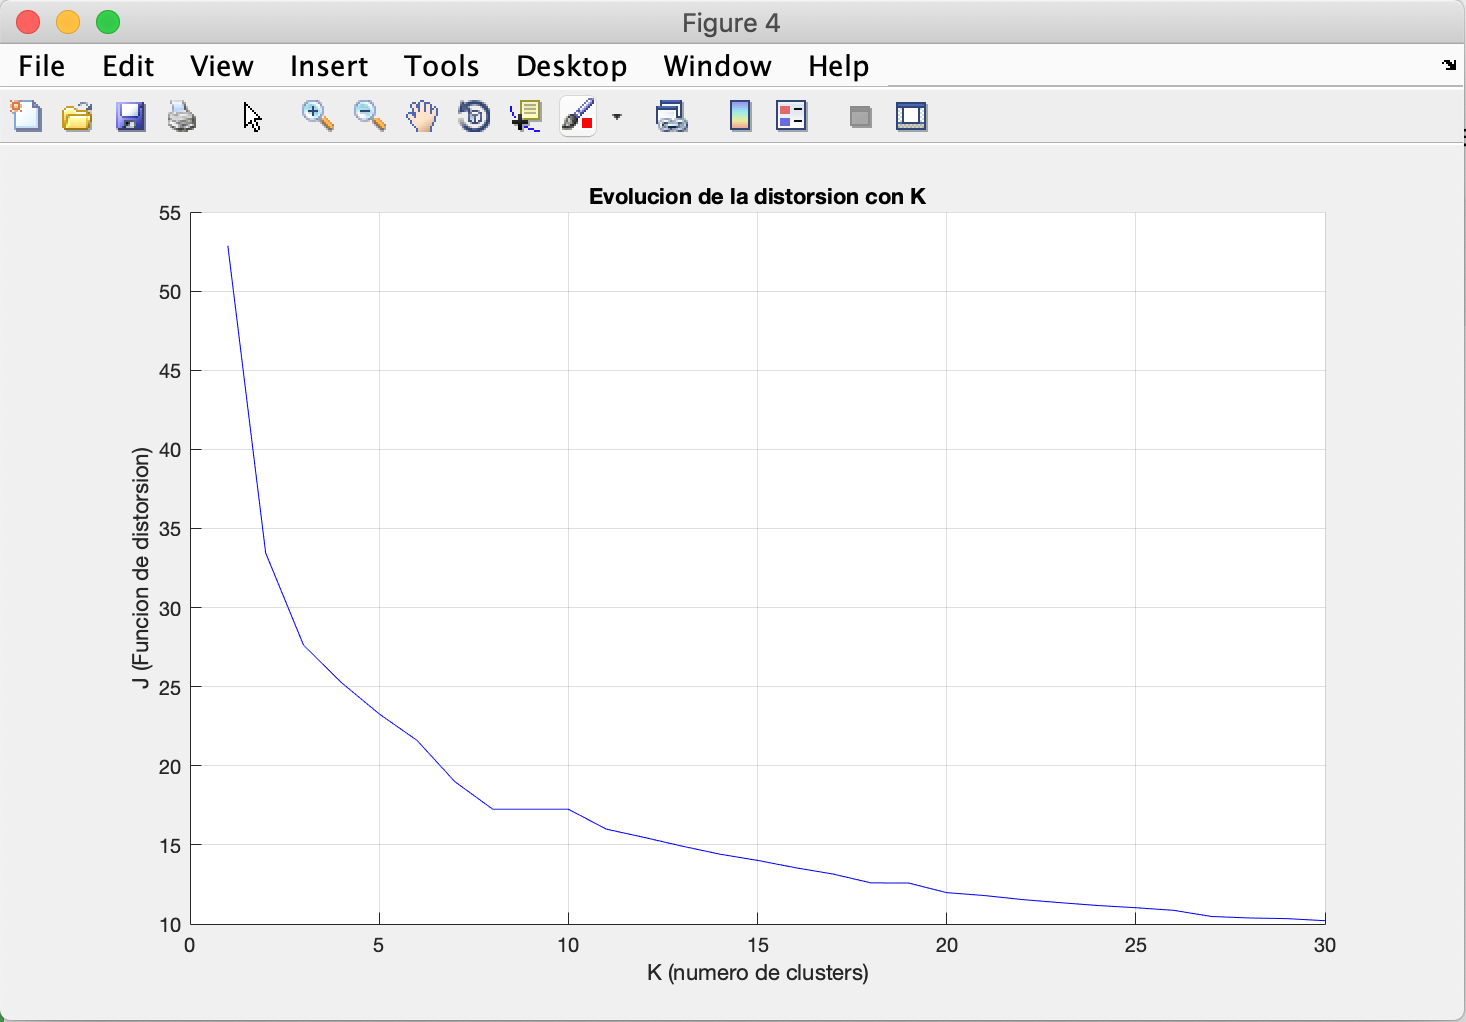 Figure 4
File Edit View Insert Tools Desktop Window Help
Evolucion de la distorsion con K
55
50
45
40
35
30
25
20
15
10
J (Funcion de distorsion)
0 5 10 15 20 25 30
K (numero de clusters)